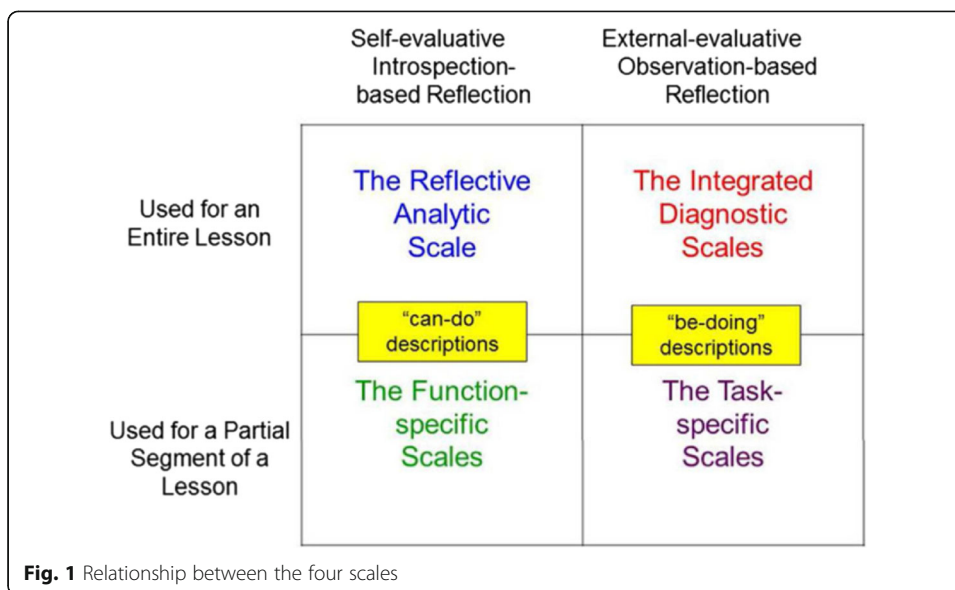 Self-evaluative
Introspection-
based Reflection
External-evaluative
Observation-based
Reflection
Used for an
Entire Lesson
The Reflective
Analytic
Scale
The Integrated
Diagnostic
Scales
"can-do"
descriptions
"be-doing"
descriptions
Used for a Partial
Segment of a
Lesson
The Function-
specific
Scales
The Task-
specific
Scales
Fig. 1 Relationship between the four scales